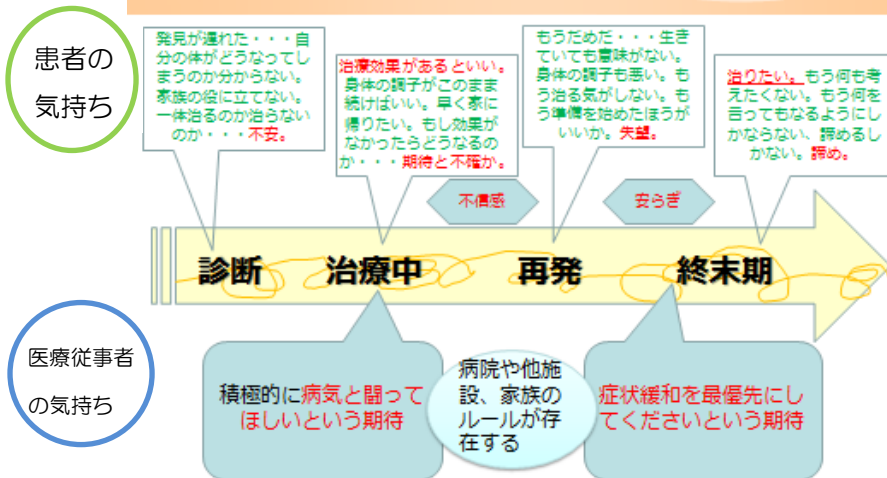 患者の
気持ち
発見が遅れた・・・自
分の体がどうなってし
まうのか分からない。
家族の役に立てない。
一体治るのか治らない
のか・・・不安。
治療効果があるといい。
身体の調子がこのまま
続けばいい。早く家に
帰りたい。もし効果が
なかったらどうなるの
か・・・期待と不確か。
もうだめだ・・・生き
ていても意味がない。
身体の調子も悪い。も
う治る気がしない。も
う準備を始めたほうが
いいか。失望。
治りたい。もう何も考
えたくない。もう何を
言ってもなるようにし
かならない、諦めるし
かない。諦め。
不信感
安らぎ
診断
治療中
再発
終末期
医療従事者
の気持ち
積極的に病気と闘って
ほしいという期待
病院や他施
設、家族の
ルールが存
在する
症状緩和を最優先にし
てくださいという期待